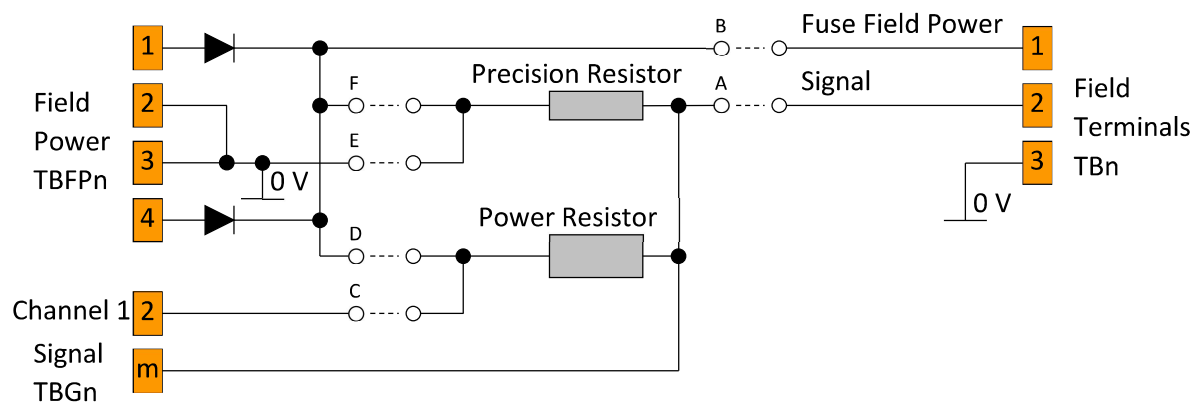 B
Fuse Field Power
1
1
F
Precision Resistor
A
Signal
Field
2
2
Field
Power
E
Terminals
3
3
TBFPn
TBn
0 V
0 V
4
D
Power Resistor
C
Channel 1
2
Signal
m
TBGn